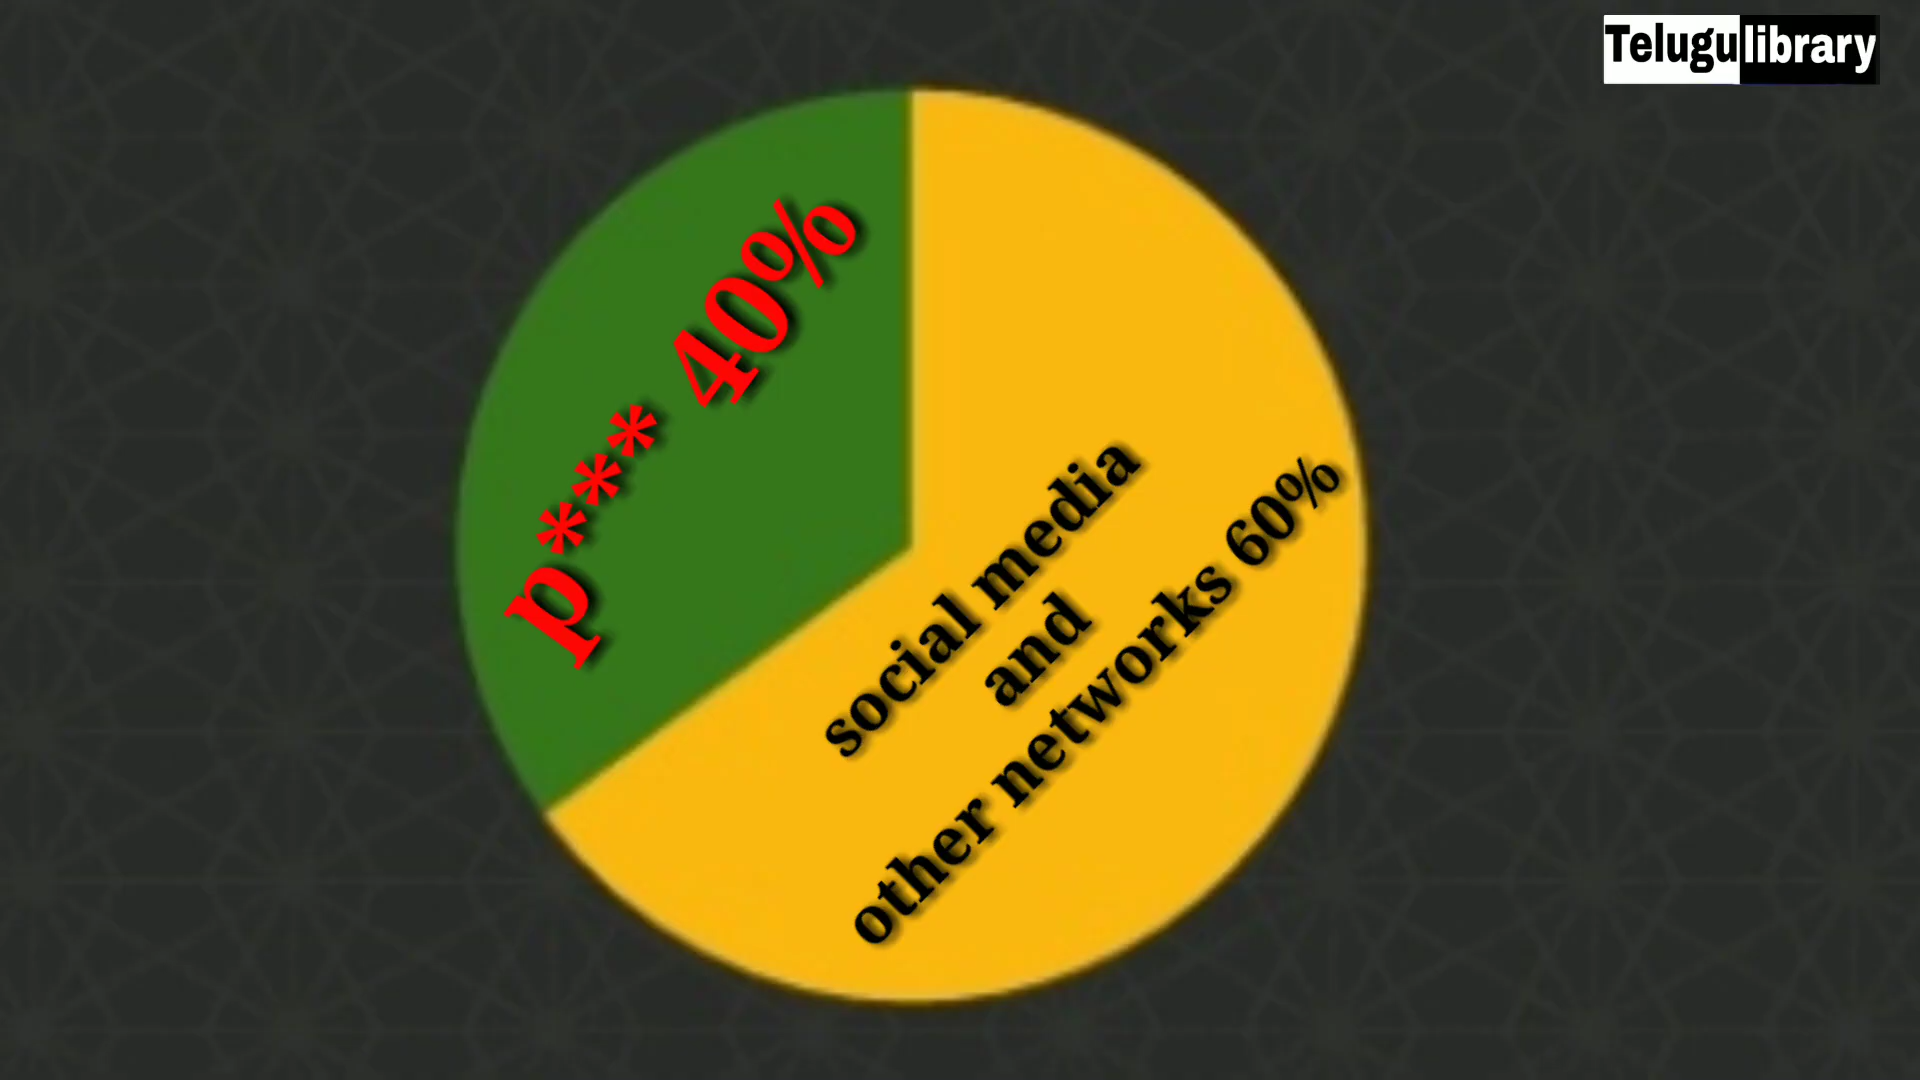 Telugulibrary
p*** 40%
social media
and
other networks 60%